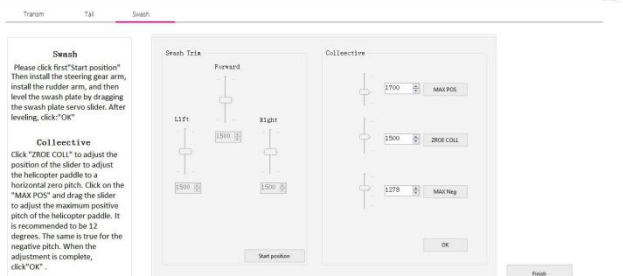 Transm Tail Swash
Swash
Please click first"Start position"
Then install the steering gear arm,
install the rudder arm, and then
level the swash plate by dragging
the swash plate servo slider. After
leveling, click:"OK"
Colleective
Click "ZROE COLL" to adjust the
position of the slider to adjust
the helicopter paddle to a
horizontal zero pitch. Click on the
"MAX POS" and drag the slider
to adjust the maximum positive
pitch of the helicopter paddle. It
is recommended to be 12
degrees. The same is true for the
negative pitch. When the
adjustment is complete,
click"OK" .
Swash Trim
Forward
1500
Lift
Right
1500
1500
Start position
Colleective
1700
MAX POS
1500
ZROE COLL
1278
MAX Neg
OK
Finish